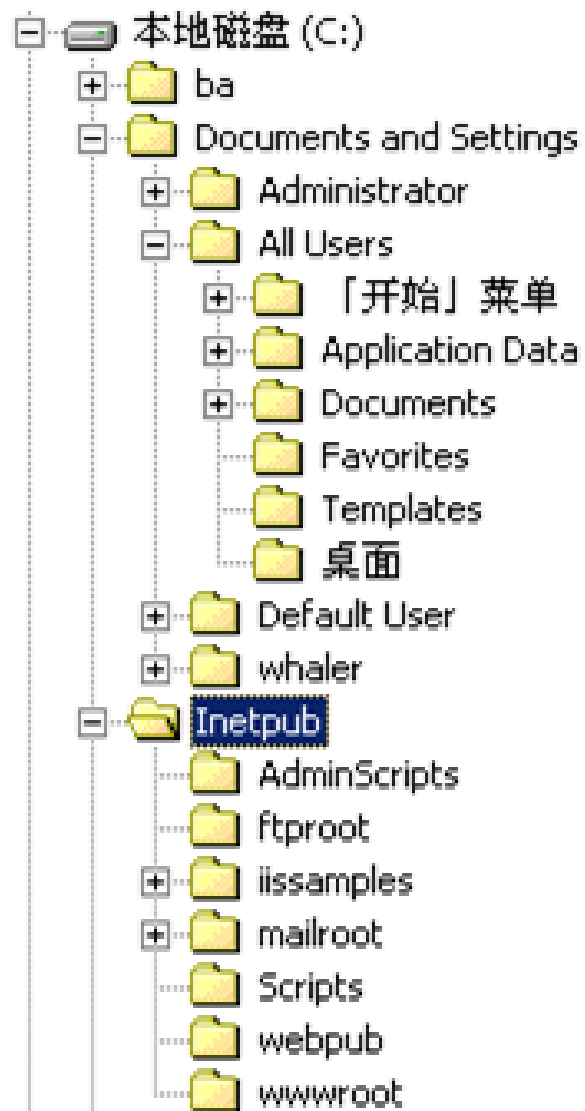 本地磁盘 (C:)
ba
Documents and Settings
Administrator
All Users
「开始」菜单
Application Data
Documents
Favorites
Templates
桌面
Default User
whaler
Inetpub
AdminScripts
ftproot
iissamples
mailroot
Scripts
webpub
wwwroot